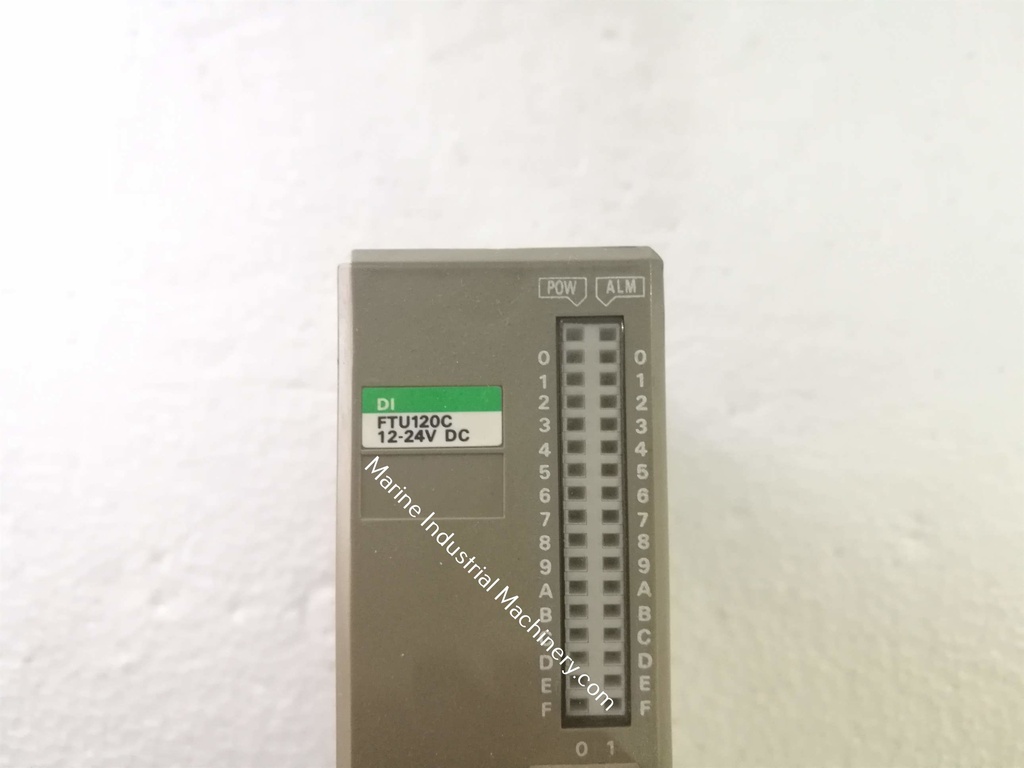 POW ALM
0 0
1 1
DI
2 2
FTU120C
3 3
12-24V DC
4 4
5 5
6 6
7 7
8 8
9 9
A A
B B
C
D D
E E
F F
0 1
Marine Industrial Machinery.com